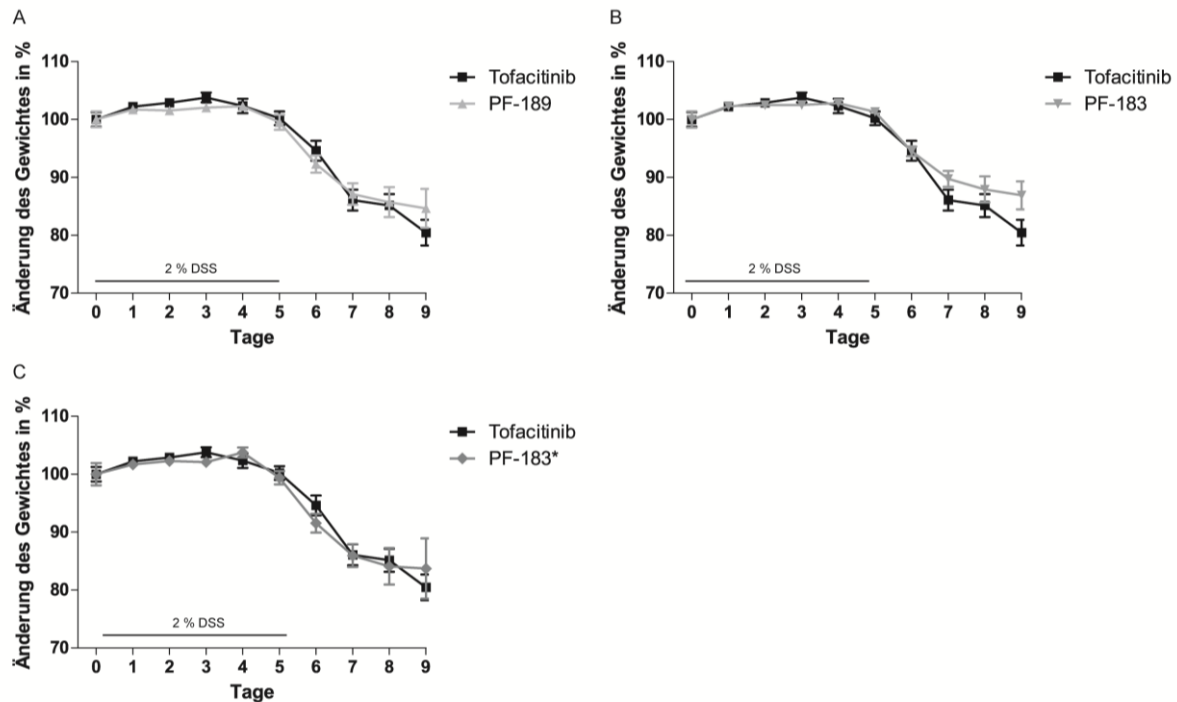 A
Änderung des Gewichtes in %
110
100
90
80
70
2 % DSS
0 1 2 3 4 5 6 7 8 9
Tage
Tofacitinib
PF-189
B
Änderung des Gewichtes in %
110
100
90
80
70
2 % DSS
0 1 2 3 4 5 6 7 8 9
Tage
Tofacitinib
PF-183
C
Änderung des Gewichtes in %
110
100
90
80
70
2 % DSS
0 1 2 3 4 5 6 7 8 9
Tage
Tofacitinib
PF-183*